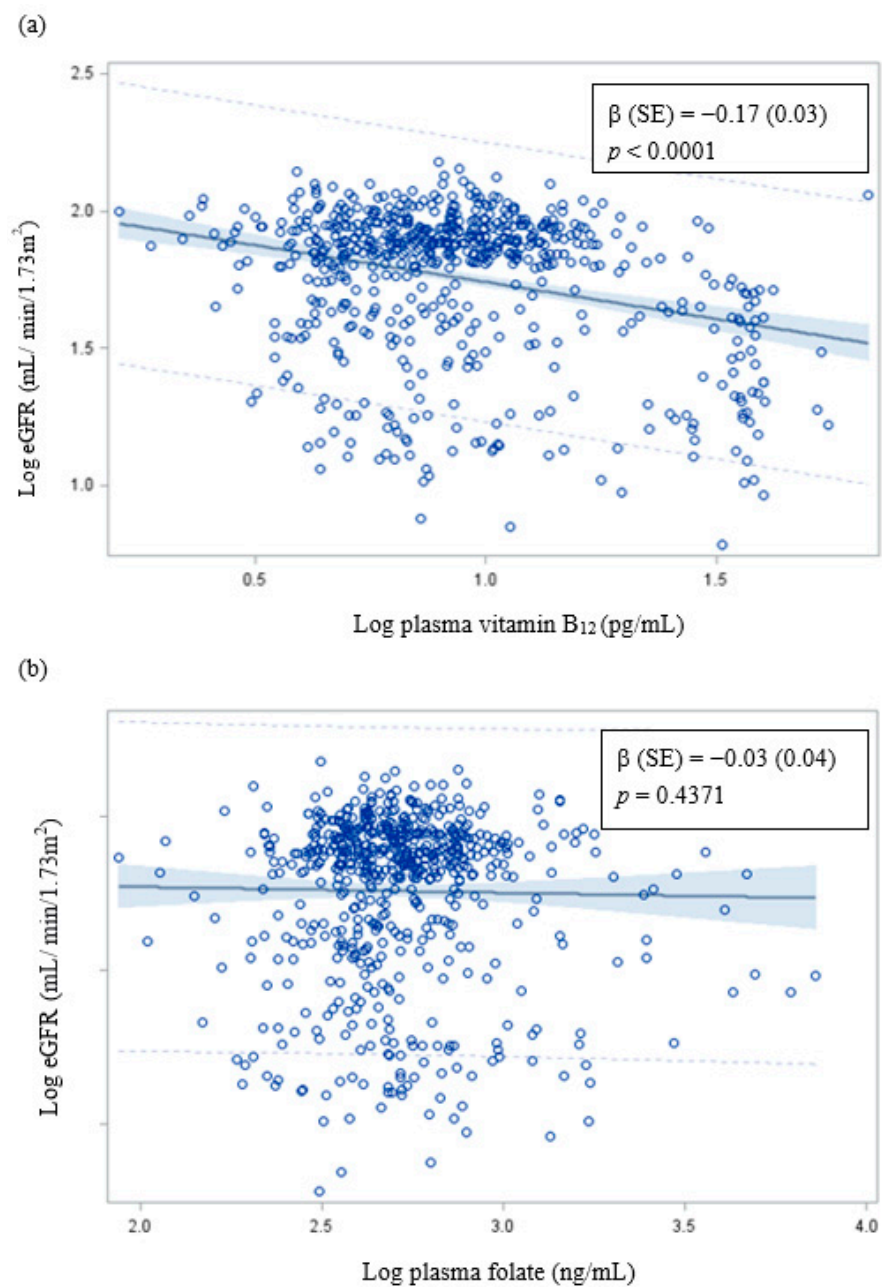 (a)
2.5
β (SE) = −0.17 (0.03)
p < 0.0001
2.0
Log eGFR (mL/ min/1.73m²)
1.5
1.0
0.5 1.0 1.5
Log plasma vitamin B₁₂ (pg/mL)
(b)
β (SE) = −0.03 (0.04)
p = 0.4371
Log eGFR (mL/ min/1.73m²)
2.0 2.5 3.0 3.5 4.0
Log plasma folate (ng/mL)